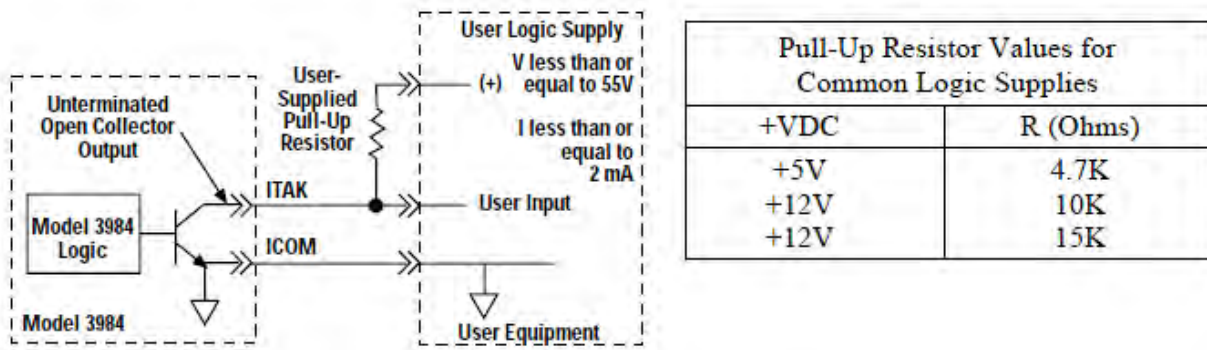 User Logic Supply
V less than or
(+) equal to 55V
I less than or
equal to
2 mA
User-
Supplied
Pull-Up
Resistor
Unterminated
Open Collector
Output
ITAK
User Input
Model 3984
Logic
ICOM
Model 3984
User Equipment
Pull-Up Resistor Values for
Common Logic Supplies
+VDC R (Ohms)
+5V 4.7K
+12V 10K
+12V 15K